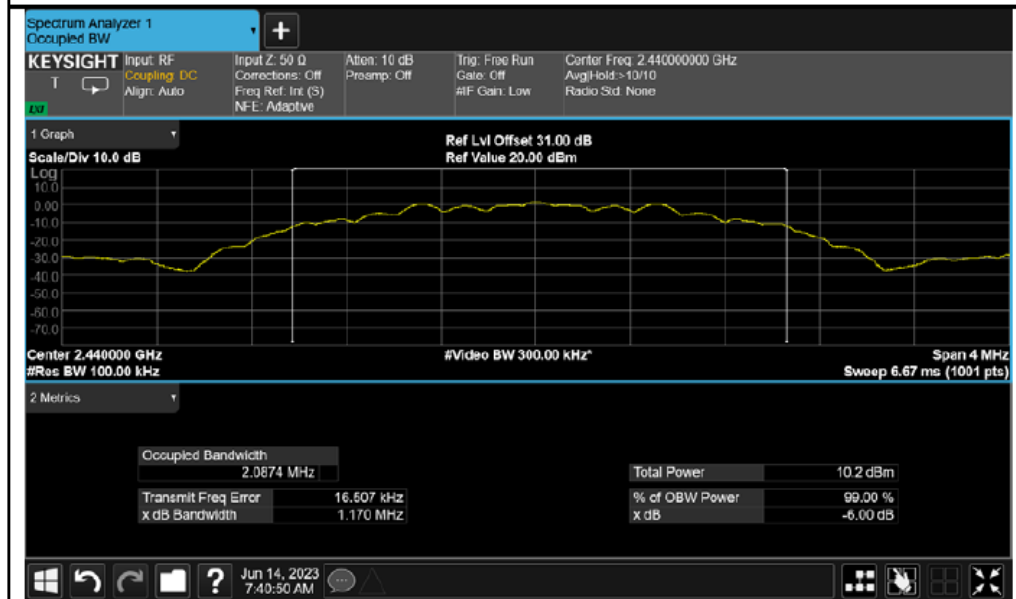 Spectrum Analyzer 1
Occupied BW
+
KEYSIGHT Input: RF Input Z: 50 Ω Atten: 10 dB Trig: Free Run Center Freq: 2.440000000 GHz
T Coupling: DC Corrections: Off Preamp: Off Gate: Off Avg|Hold:>10/10
Align: Auto Freq Ref: Int (S) #IF Gain: Low Radio Std: None
LXI NFE: Adaptive
1 Graph Ref Lvl Offset 31.00 dB
Scale/Div 10.0 dB Ref Value 20.00 dBm
Log
10.0
0.00
-10.0
-20.0
-30.0
-40.0
-50.0
-60.0
-70.0
Center 2.440000 GHz #Video BW 300.00 kHz* Span 4 MHz
#Res BW 100.00 kHz Sweep 6.67 ms (1001 pts)
2 Metrics
Occupied Bandwidth
2.0874 MHz Total Power 10.2 dBm
Transmit Freq Error 16.507 kHz % of OBW Power 99.00 %
x dB Bandwidth 1.170 MHz x dB -6.00 dB
? Jun 14, 2023
7:40:50 AM